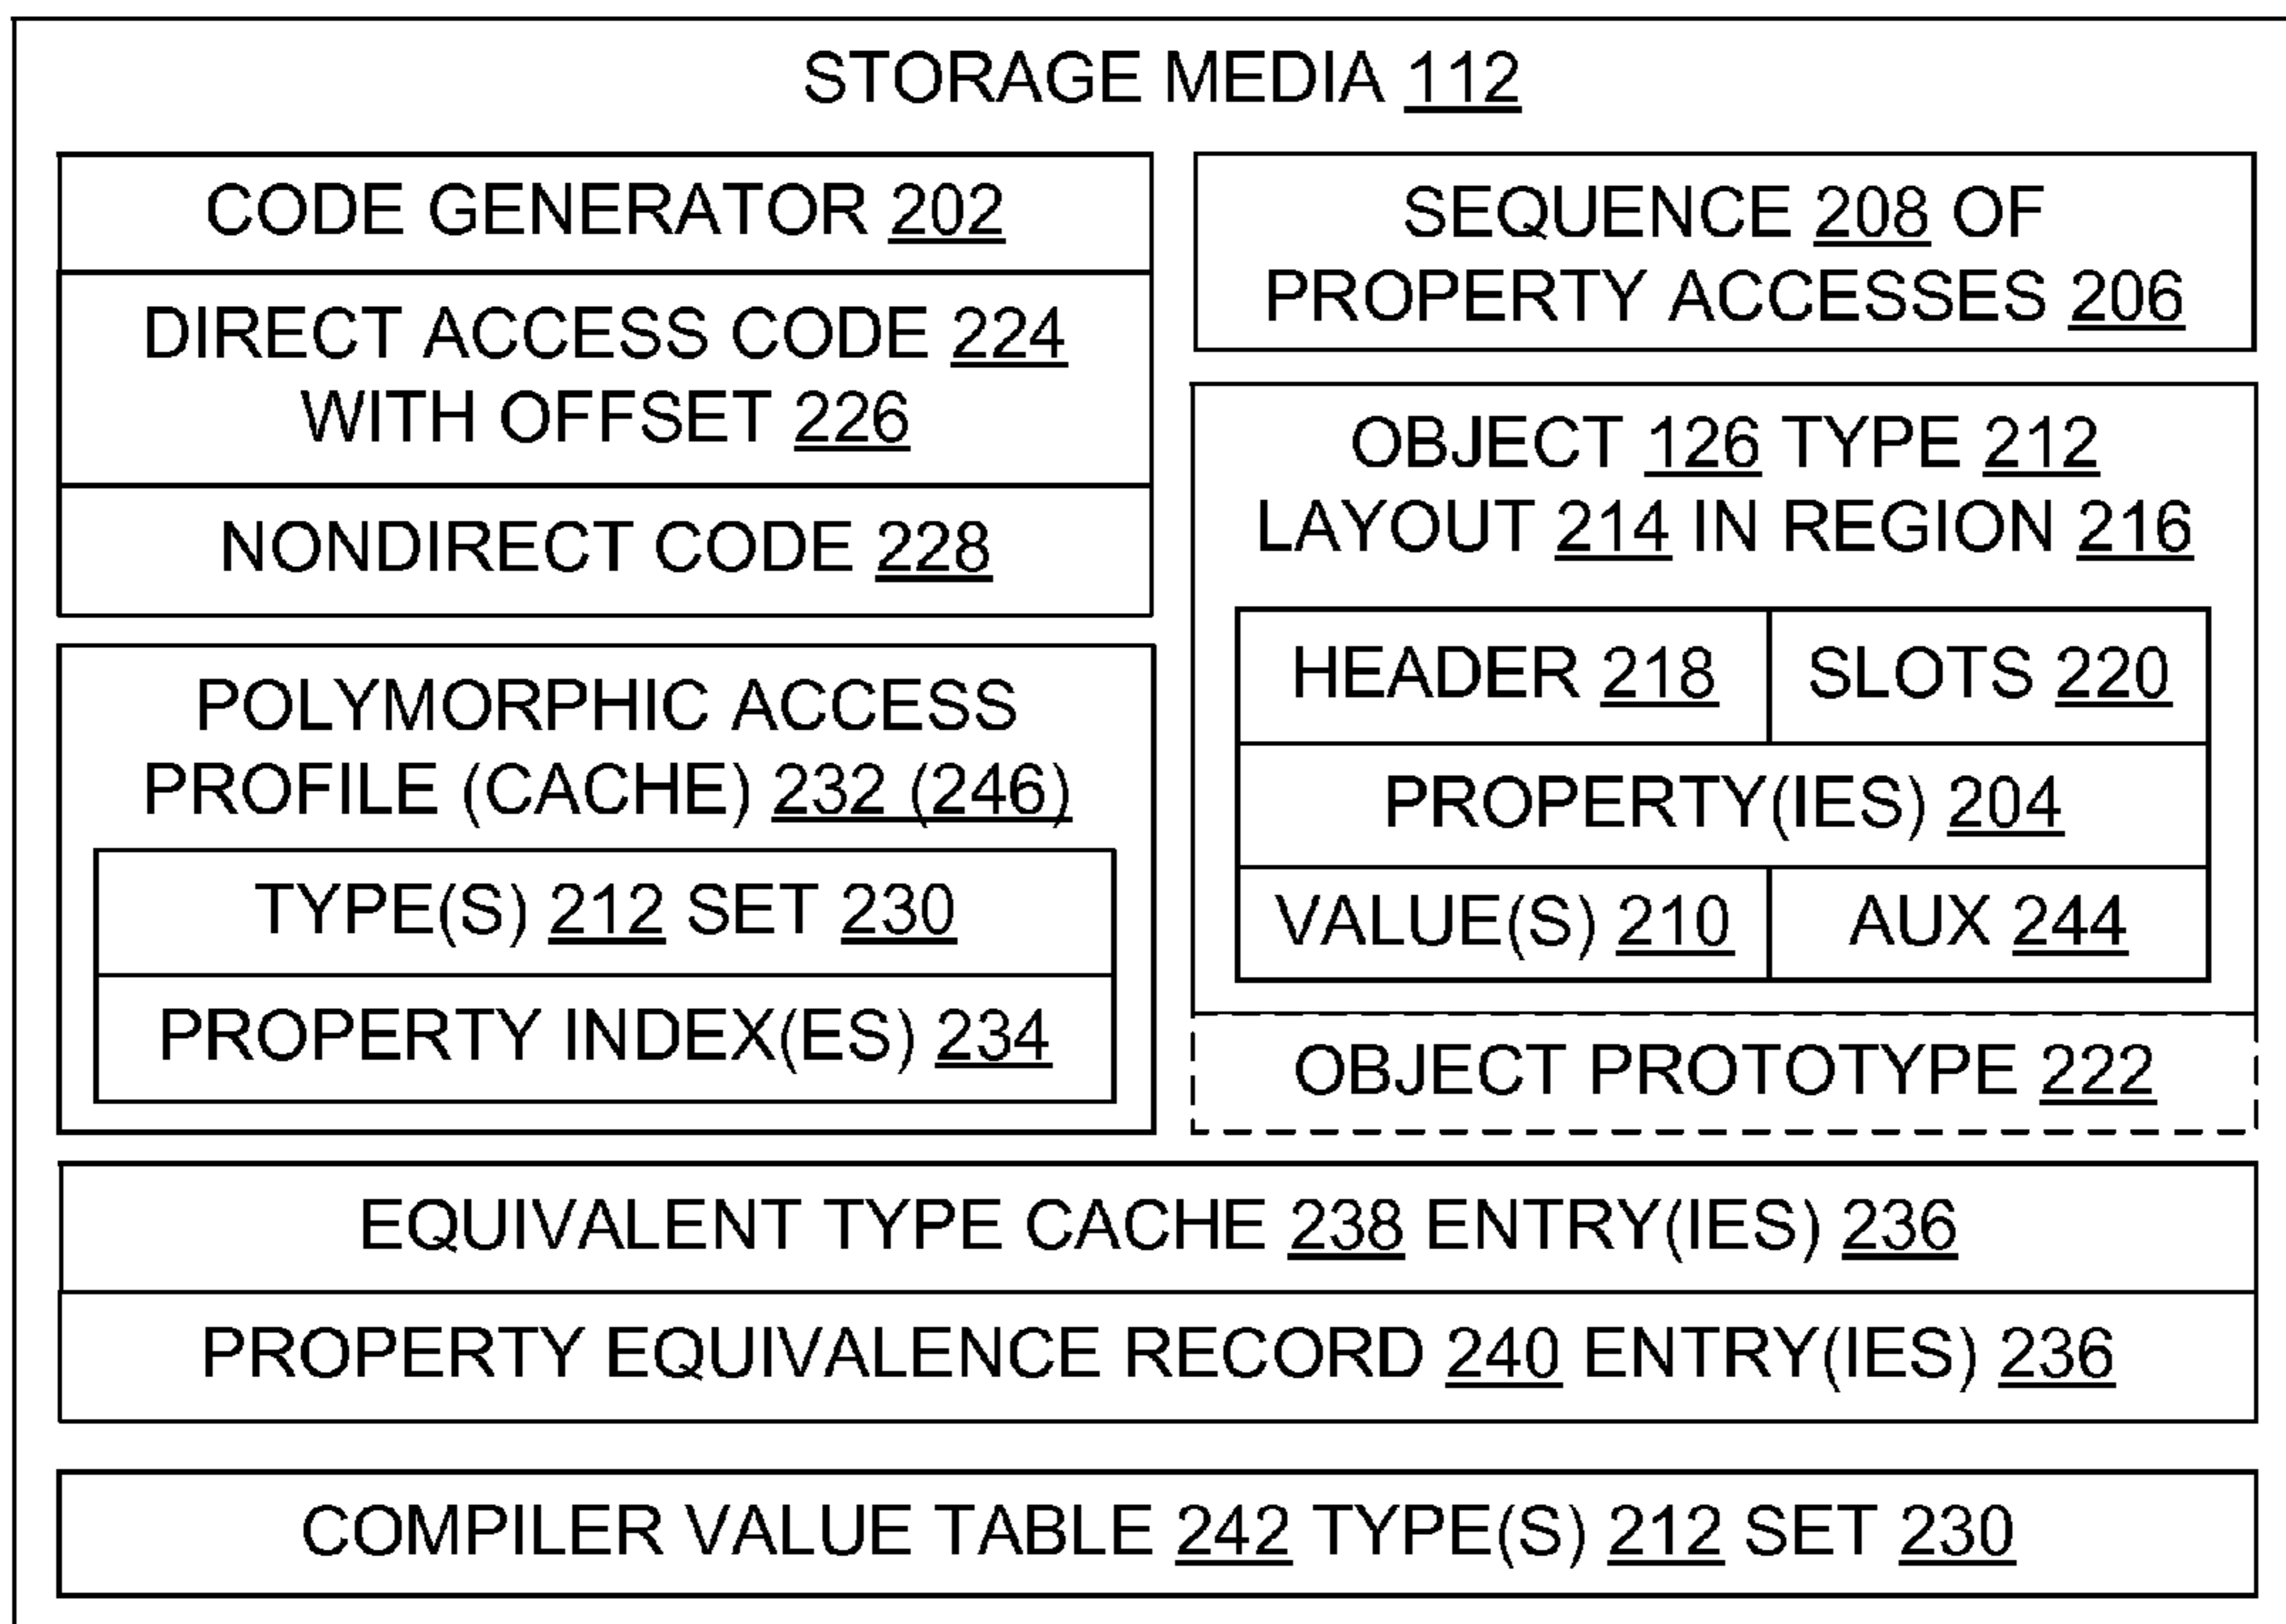 STORAGE MEDIA 112
CODE GENERATOR 202
DIRECT ACCESS CODE 224
WITH OFFSET 226
NONDIRECT CODE 228
POLYMORPHIC ACCESS
PROFILE (CACHE) 232 (246)
TYPE(S) 212 SET 230
PROPERTY INDEX(ES) 234
SEQUENCE 208 OF
PROPERTY ACCESSES 206
OBJECT 126 TYPE 212
LAYOUT 214 IN REGION 216
HEADER 218
SLOTS 220
PROPERTY(IES) 204
VALUE(S) 210
AUX 244
OBJECT PROTOTYPE 222
EQUIVALENT TYPE CACHE 238 ENTRY(IES) 236
PROPERTY EQUIVALENCE RECORD 240 ENTRY(IES) 236
COMPILER VALUE TABLE 242 TYPE(S) 212 SET 230